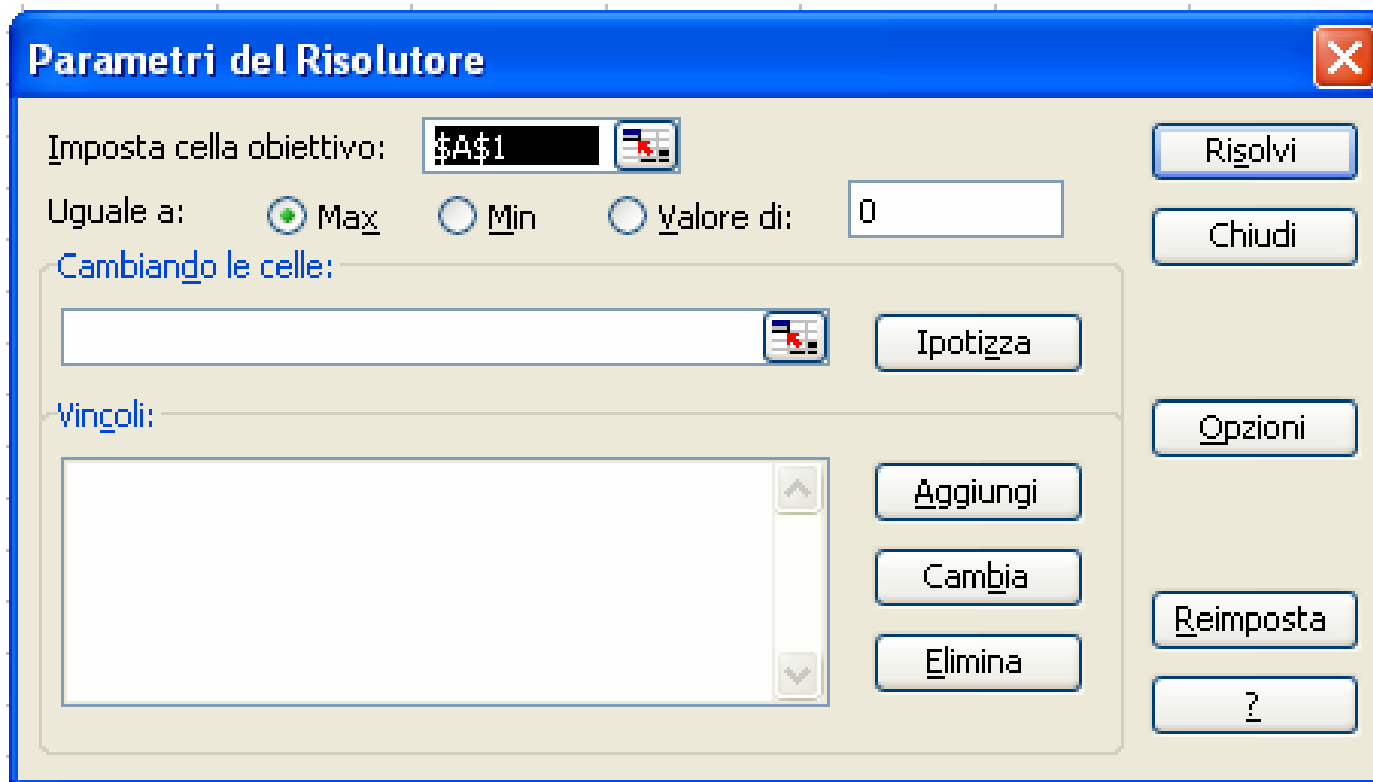 Parametri del Risolutore
Imposta cella obiettivo: $A$1 Risolvi
Uguale a: Max Min Valore di: 0 Chiudi
Cambiando le celle:
Ipotizza
Vincoli:
Opzioni
Aggiungi
Cambia
Reimposta
Elimina
?